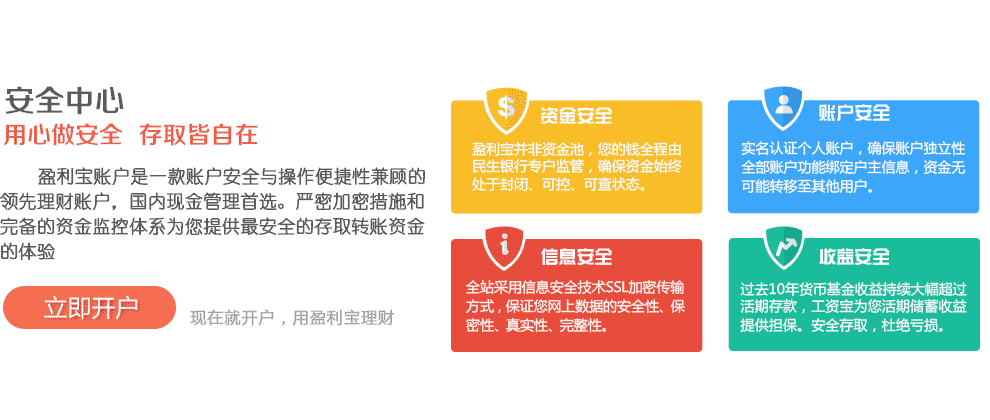 安全中心
用心做安全 存取皆自在
盈利宝账户是一款账户安全与操作便捷性兼顾的
领先理财账户，国内现金管理首选。严密加密措施和
完备的资金监控体系为您提供最安全的存取转账资金
的体验
立即开户
现在就开户，用盈利宝理财
$
资金安全
盈利宝并非资金池，您的钱全程由
民生银行专户监管，确保资金始终
处于封闭、可控、可查状态。
账户安全
实名认证个人账户，确保账户独立性
全部账户功能绑定户主信息，资金无
可能转移至其他用户。
i
信息安全
全站采用信息安全技术SSL加密传输
方式，保证您网上数据的安全性、保
密性、真实性、完整性。
收益安全
过去10年货币基金收益持续大幅超过
活期存款，工资宝为您活期储蓄收益
提供担保。安全存取，杜绝亏损。